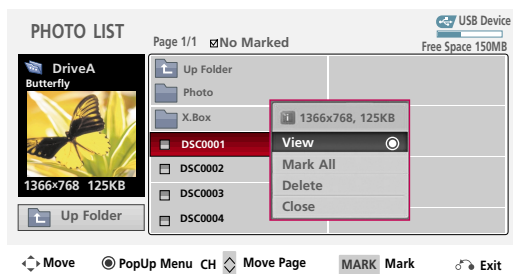 PHOTO LIST
Page 1/1 No Marked
USB Device
Free Space 150MB
DriveA
Butterfly
1366×768 125KB
Up Folder
Up Folder
Photo
X.Box
DSC0001
DSC0002
DSC0003
DSC0004
1366x768, 125KB
View
Mark All
Delete
Close
Move PopUp Menu CH Move Page MARK Mark Exit